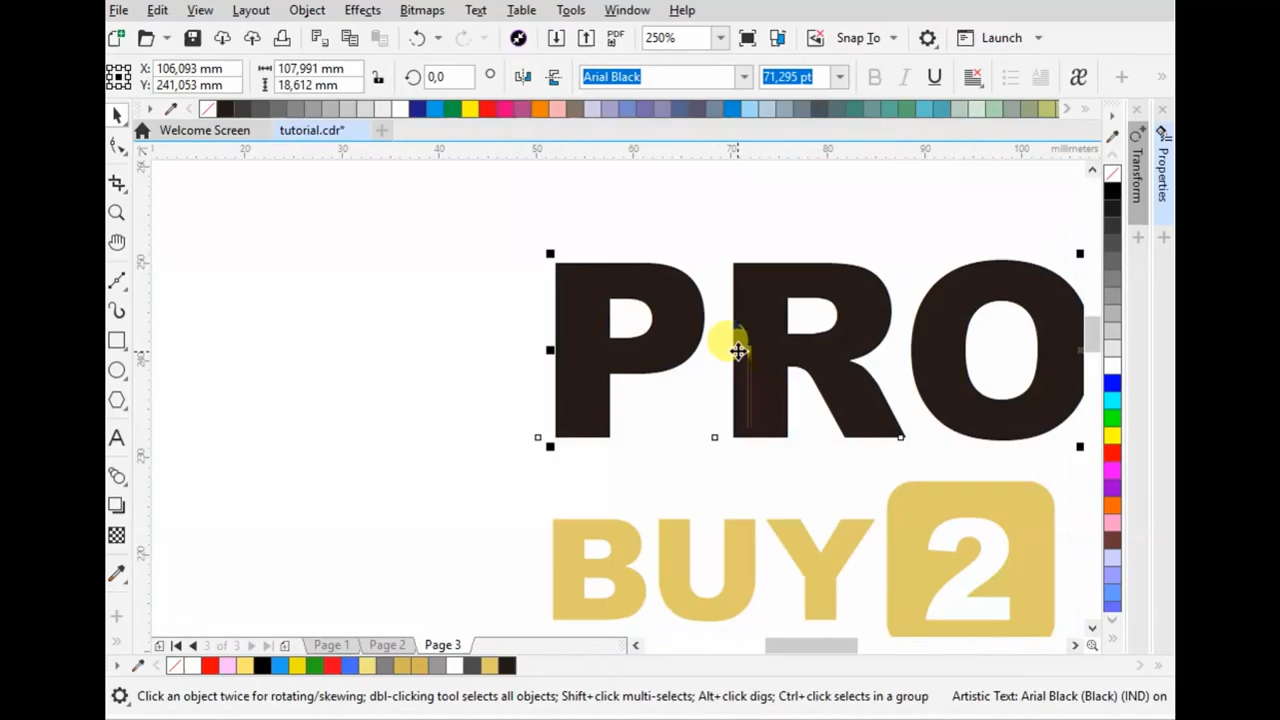 File Edit View Layout Object Effects Bitmaps Text Table Tools Window Help
PDF 250% Snap To Launch
X: 106,093 mm 107,991 mm 0,0 ° Arial Black 71,295 pt B I U æ
Y: 241,053 mm 18,612 mm
Welcome Screen tutorial.cdr*
20 30 40 50 60 70 80 90 100 millimeters
Transform
Properties
PRO
BUY 2
3 of 3 Page 1 Page 2 Page 3
Click an object twice for rotating/skewing; dbl-clicking tool selects all objects; Shift+click multi-selects; Alt+click digs; Ctrl+click selects in a group Artistic Text: Arial Black (Black) (IND) on